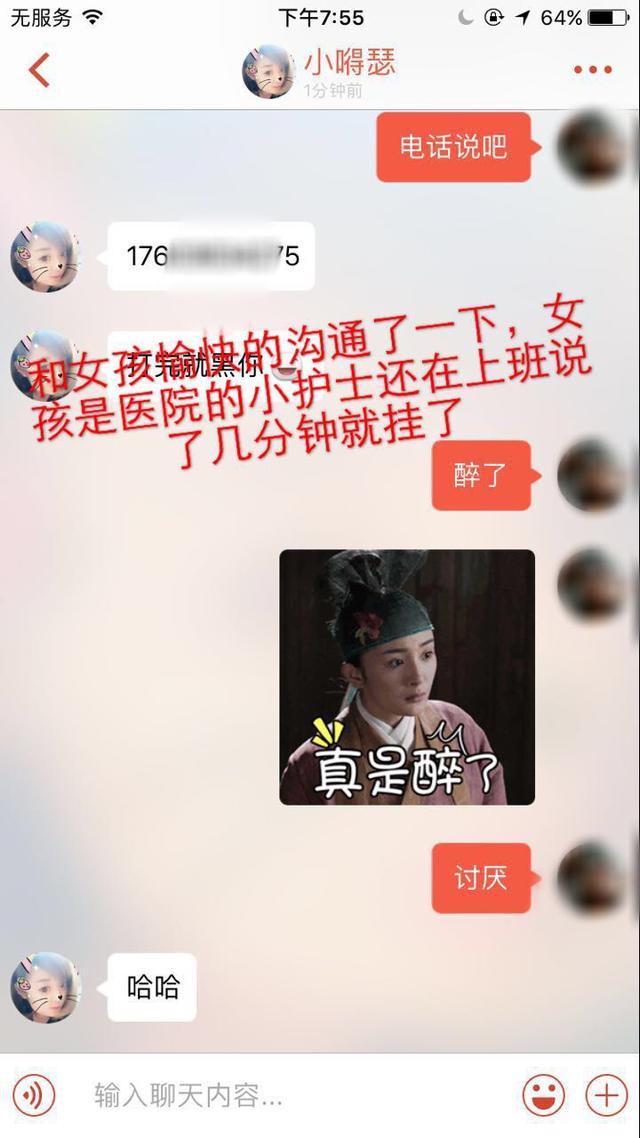 无服务 下午7:55 64%
小嘚瑟
1分钟前
电话说吧
176 75
打完就黑你
和女孩愉快的沟通了一下，女
孩是医院的小护士还在上班说
了几分钟就挂了
醉了
真是醉了
讨厌
哈哈
输入聊天内容...